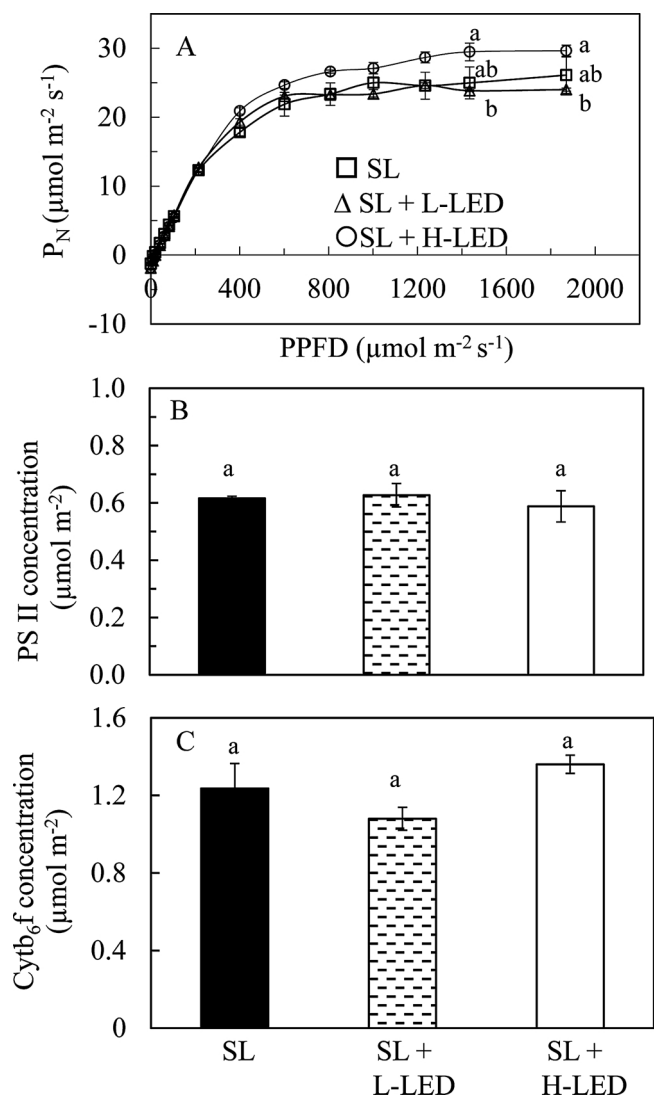 A
P_N (µmol m⁻² s⁻¹)
30
20
10
0
-10
a
a
ab
ab
b
b
SL
Δ SL + L-LED
SL + H-LED
0
400
800
1200
1600
2000
PPFD (µmol m⁻² s⁻¹)
B
PS II concentration
(µmol m⁻²)
1.0
0.8
0.6
0.4
0.2
0.0
a
a
a
C
Cytb₆f concentration
(µmol m⁻²)
1.6
1.2
0.8
0.4
0
a
a
a
SL
SL +
L-LED
SL +
H-LED